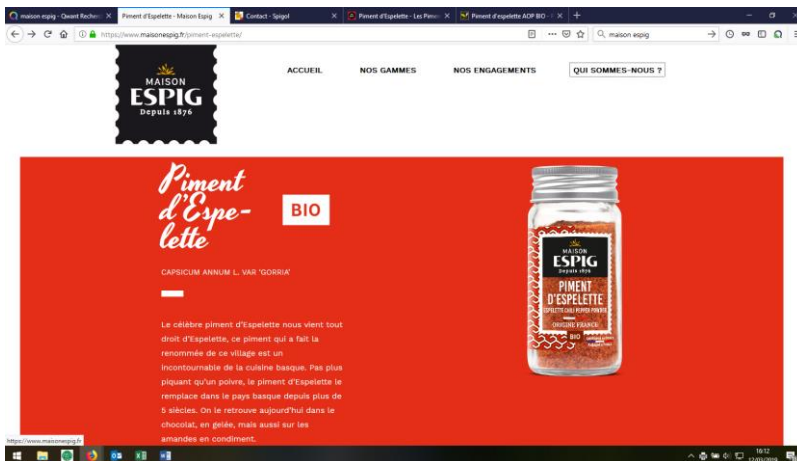 maison espig - Qwant Recherc
Piment d'Espelette - Maison Espig
Contact - Spigol
Piment d'Espelette - Les Pimen
Piment d'espelette AOP BIO -
https://www.maisonespig.fr/piment-espelette/
maison espig
MAISON
ESPIG
Depuis 1876
ACCUEIL
NOS GAMMES
NOS ENGAGEMENTS
QUI SOMMES-NOUS ?
Piment
d'Espe-
lette
BIO
CAPSICUM ANNUM L. VAR 'GORRIA'
Le célèbre piment d'Espelette nous vient tout
droit d'Espelette, ce piment qui a fait la
renommée de ce village est un
incontournable de la cuisine basque. Pas plus
piquant qu'un poivre, le piment d'Espelette le
remplace dans le pays basque depuis plus de
5 siècles. On le retrouve aujourd'hui dans le
chocolat, en gelée, mais aussi sur les
amandes en condiment.
MAISON
ESPIG
Depuis 1876
PIMENT
D'ESPELETTE
ESPELETTE CHILI PEPPER POWDER
ORIGINE FRANCE
BIO
https://www.maisonespig.fr
16:12
12/03/2019